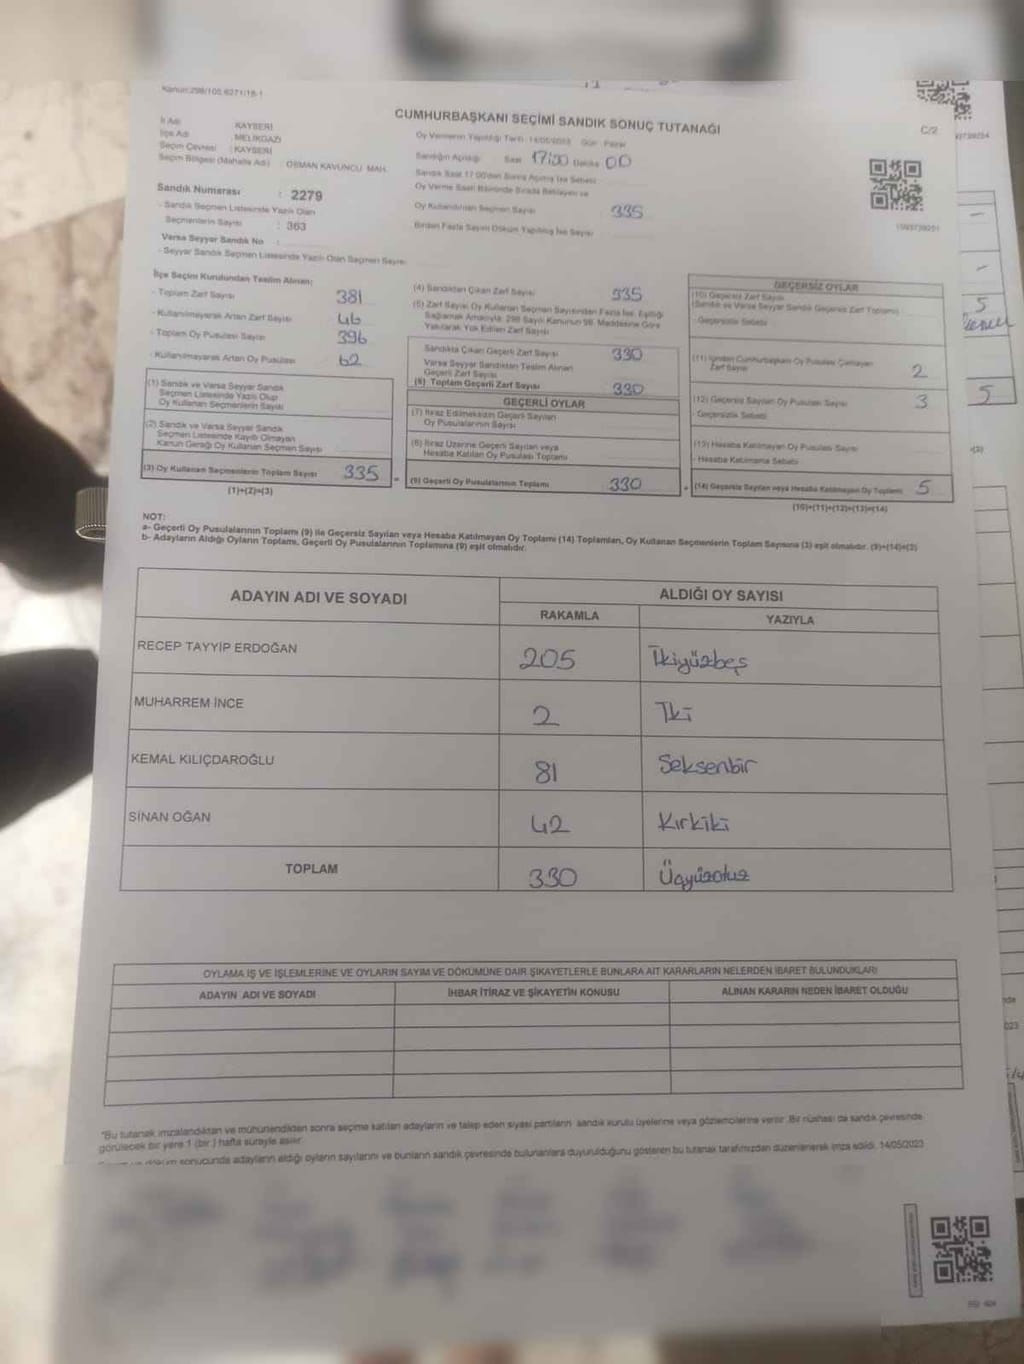 Kanun:298/105,6271/18-1
CUMHURBAŞKANI SEÇİMİ SANDIK SONUÇ TUTANAĞI
C/2
İl Adı : KAYSERİ
İlçe Adı : MELİKGAZİ
Seçim Çevresi : KAYSERİ
Seçim Bölgesi (Mahalle Adı) : OSMAN KAVUNCU MAH.
Oy Vermenin Yapıldığı Tarih : 14/05/2023 Gün : Pazar
Sandığın Açıldığı Saat 17:00 Dakika 00
Sandık Saat 17:00'den Sonra Açılmış İse Sebebi
Oy Verme Saati Bitiminde Sırada Bekleyen ve
Oy Kullandırılan Seçmen Sayısı 335
Birden Fazla Sayım Döküm Yapılmış İse Sayısı
Sandık Numarası : 2279
- Sandık Seçmen Listesinde Yazılı Olan
Seçmenlerin Sayısı : 363
Varsa Seyyar Sandık No :
- Seyyar Sandık Seçmen Listesinde Yazılı Olan Seçmen Sayısı
İlçe Seçim Kurulundan Teslim Alınan;
- Toplam Zarf Sayısı 381
- Kullanılmayarak Artan Zarf Sayısı 46
- Toplam Oy Pusulası Sayısı 396
- Kullanılmayarak Artan Oy Pusulası 62
(1) Sandık ve Varsa Seyyar Sandık
Seçmen Listesinde Yazılı Olup
Oy Kullanan Seçmenlerin Sayısı
(2) Sandık ve Varsa Seyyar Sandık
Seçmen Listesinde Kayıtlı Olmayan
Kanun Gereği Oy Kullanan Seçmen Sayısı
(3) Oy Kullanan Seçmenlerin Toplam Sayısı 335
(1)+(2)=(3)
(4) Sandıktan Çıkan Zarf Sayısı 335
(5) Zarf Sayısı Oy Kullanan Seçmen Sayısından Fazla İse, Eşitliği
Sağlamak Amacıyla, 298 Sayılı Kanunun 98. Maddesine Göre
Yakılarak Yok Edilen Zarf Sayısı
Sandıkta Çıkan Geçerli Zarf Sayısı 330
Varsa Seyyar Sandıktan Teslim Alınan
Geçerli Zarf Sayısı
(6) Toplam Geçerli Zarf Sayısı 330
GEÇERLİ OYLAR
(7) İtiraz Edilmeksizin Geçerli Sayılan
Oy Pusulalarının Sayısı
(8) İtiraz Üzerine Geçerli Sayılan veya
Hesaba Katılan Oy Pusulası Toplamı
(9) Geçerli Oy Pusulalarının Toplamı 330
GEÇERSİZ OYLAR
(10) Geçersiz Zarf Sayısı
(Sandık ve Varsa Seyyar Sandık Geçersiz Zarf Toplamı)
- Geçersizlik Sebebi
(11) İçinden Cumhurbaşkanı Oy Pusulası Çıkmayan
Zarf Sayısı 2
(12) Geçersiz Sayılan Oy Pusulası Sayısı 3
- Geçersizlik Sebebi
(13) Hesaba Katılmayan Oy Pusulası Sayısı
- Hesaba Katılmama Sebebi
(14) Geçersiz Sayılan veya Hesaba Katılmayan Oy Toplamı 5
(10)+(11)+(12)+(13)=(14)
NOT:
a- Geçerli Oy Pusulalarının Toplamı (9) ile Geçersiz Sayılan veya Hesaba Katılmayan Oy Toplamı (14) Toplamları, Oy Kullanan Seçmenlerin Toplam Sayısına (3) eşit olmalıdır. (9)+(14)=(3)
b- Adayların Aldığı Oyların Toplamı, Geçerli Oy Pusulalarının Toplamına (9) eşit olmalıdır.
ADAYIN ADI VE SOYADI
ALDIĞI OY SAYISI
RAKAMLA YAZIYLA
RECEP TAYYİP ERDOĞAN 205 İkiyüzbeş
MUHARREM İNCE 2 İki
KEMAL KILIÇDAROĞLU 81 Seksenbir
SİNAN OĞAN 42 Kırkiki
TOPLAM 330 Üçyüzotuz
OYLAMA İŞ VE İŞLEMLERİNE VE OYLARIN SAYIM VE DÖKÜMÜNE DAİR ŞİKAYETLERLE BUNLARA AİT KARARLARIN NELERDEN İBARET BULUNDUKLARI
ADAYIN ADI VE SOYADI İHBAR İTİRAZ VE ŞİKAYETİN KONUSU ALINAN KARARIN NEDEN İBARET OLDUĞU
"Bu tutanak imzalandıktan ve mühürlendikten sonra seçime katılan adayların ve talep eden siyasi partilerin sandık kurulu üyelerine veya gözlemcilerine verilir. Bir nüshası da sandık çevresinde
görülecek bir yere 1 (bir ) hafta süreyle asılır.
döküm sonucunda adayların aldığı oyların sayılarını ve bunların sandık çevresinde bulunanlara duyurulduğunu gösteren bu tutanak tarafımızdan düzenlenerek imza edildi. 14/05/2023